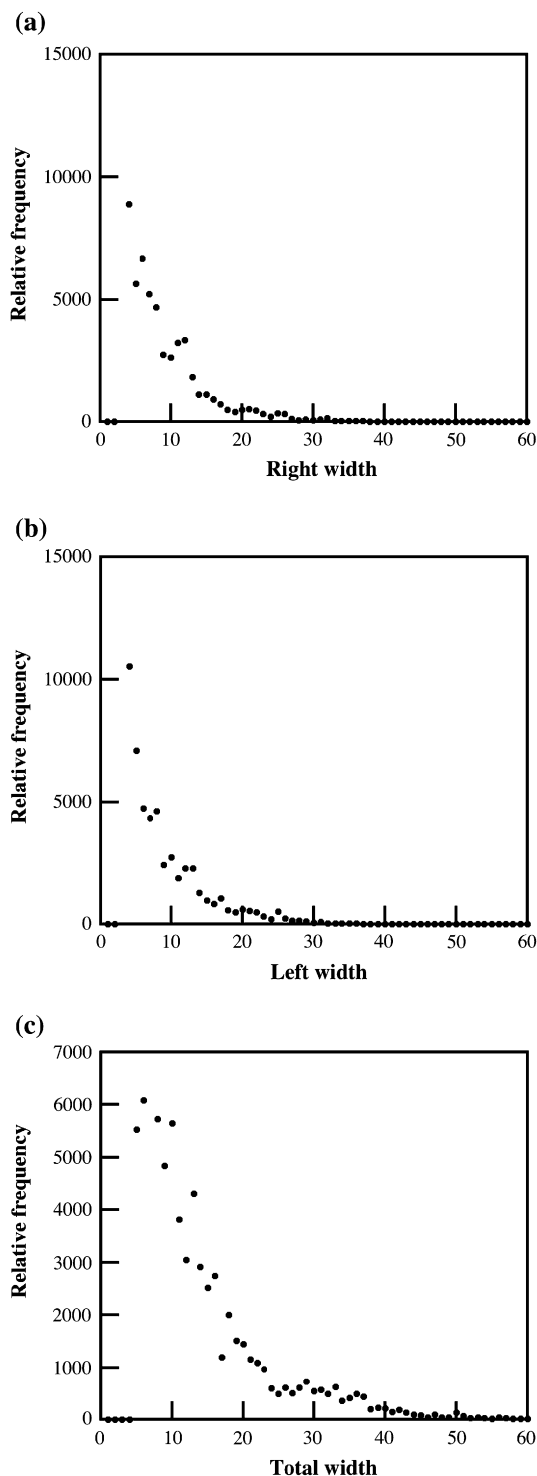 (a)
15000
10000
5000
0
Relative frequency
0 10 20 30 40 50 60
Right width
(b)
15000
10000
5000
0
Relative frequency
0 10 20 30 40 50 60
Left width
(c)
7000
6000
5000
4000
3000
2000
1000
0
Relative frequency
0 10 20 30 40 50 60
Total width